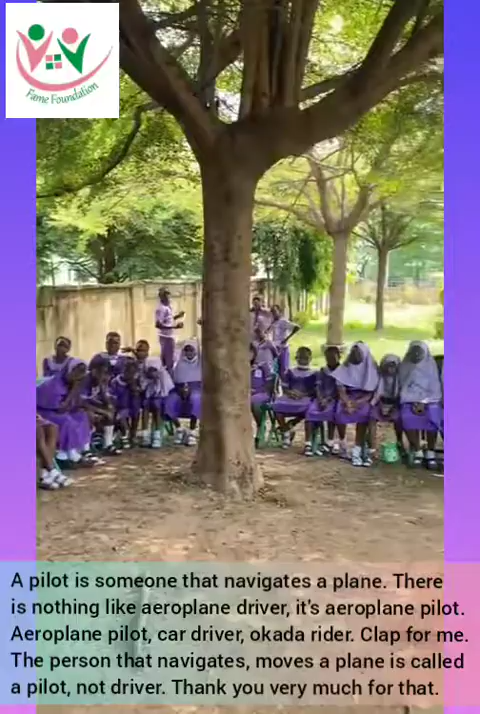 Fame Foundation
A pilot is someone that navigates a plane. There
is nothing like aeroplane driver, it's aeroplane pilot.
Aeroplane pilot, car driver, okada rider. Clap for me.
The person that navigates, moves a plane is called
a pilot, not driver. Thank you very much for that.